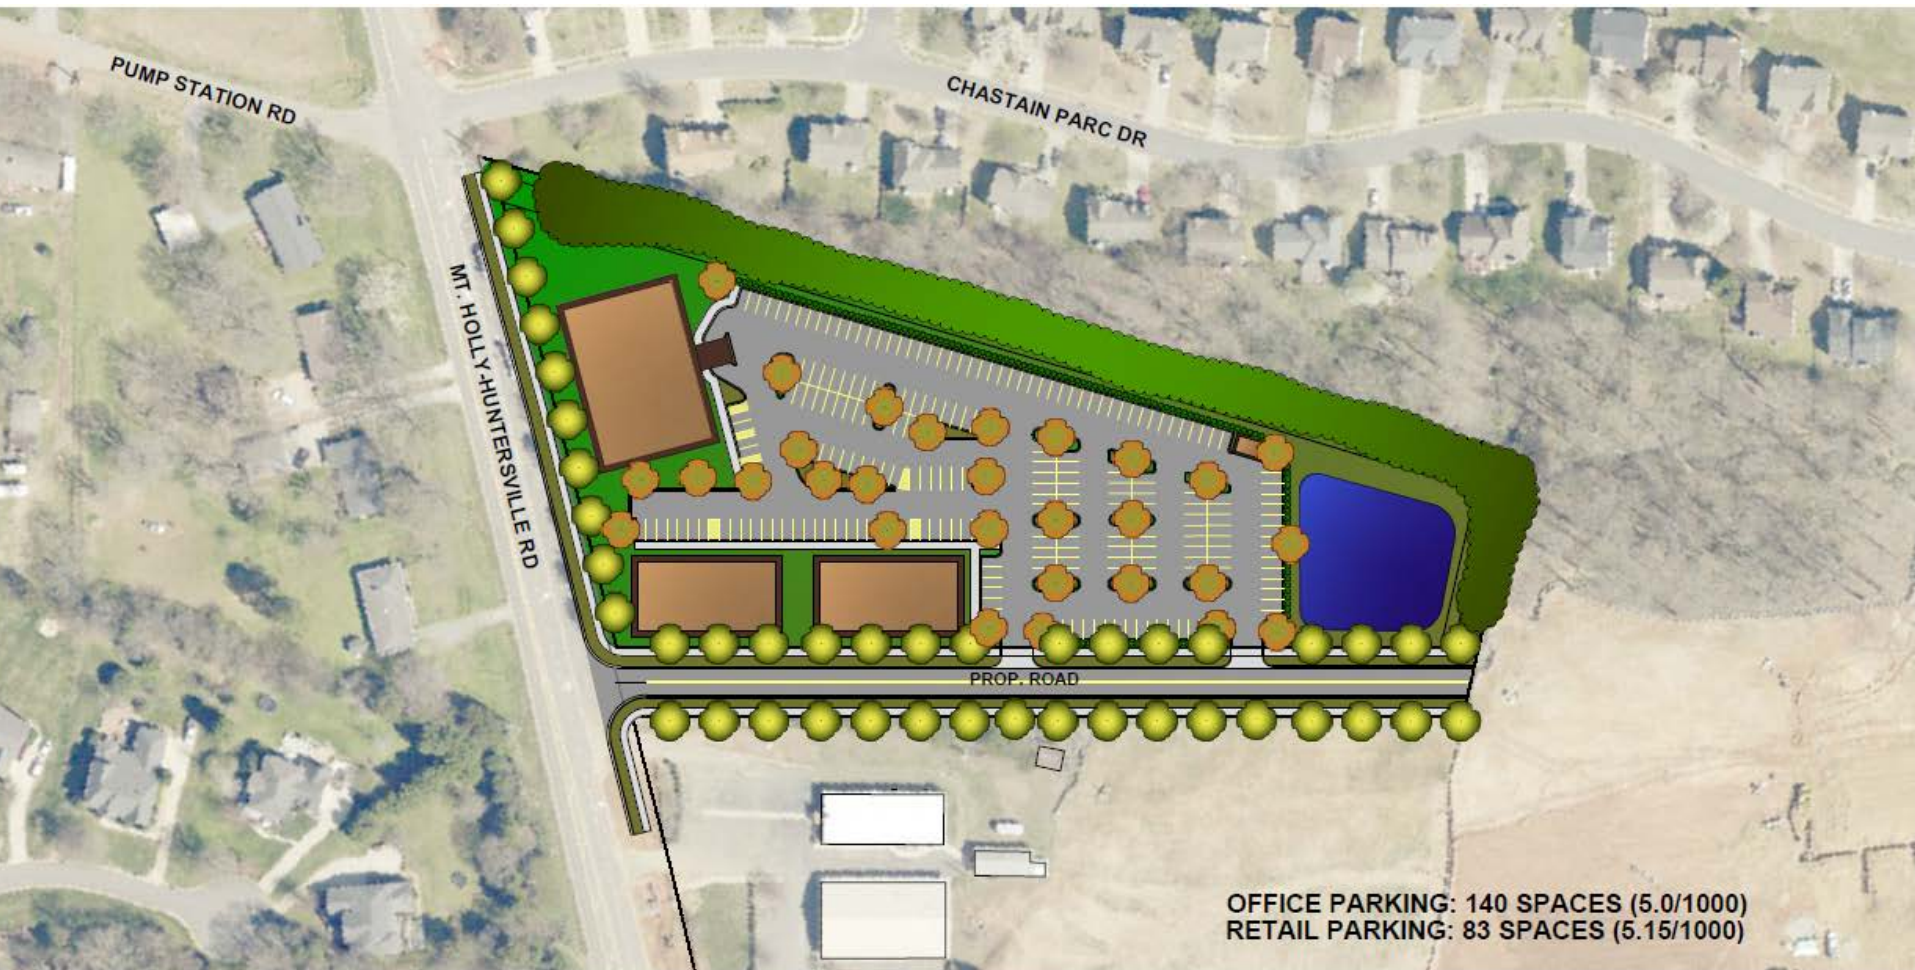 PUMP STATION RD
CHASTAIN PARC DR
MT. HOLLY-HUNTERSVILLE RD
PROP. ROAD
OFFICE PARKING: 140 SPACES (5.0/1000)
RETAIL PARKING: 83 SPACES (5.15/1000)